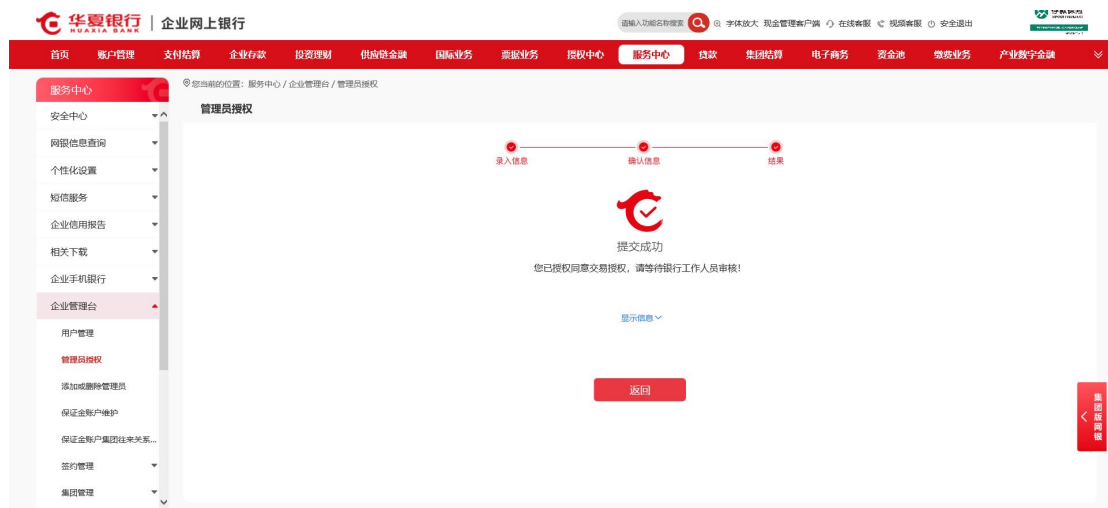 华夏银行 企业网上银行
HUAXIA BANK
请输入功能名称搜索 字体放大 现金管理客户端 在线客服 视频客服 安全退出
首页 账户管理 支付结算 企业存款 投资理财 供应链金融 国际业务 票据业务 授权中心 服务中心 贷款 集团结算 电子商务 资金池 缴费业务 产业数字金融
服务中心
您当前的位置:服务中心 / 企业管理台 / 管理员授权
管理员授权
安全中心
网银信息查询
个性化设置
短信服务
企业信用报告
相关下载
企业手机银行
企业管理台
用户管理
管理员授权
添加或删除管理员
保证金账户维护
保证金账户集团往来关系...
签约管理
集团管理
录入信息 确认信息 结果
提交成功
您已授权同意交易授权,请等待银行工作人员审核!
显示信息
返回
集团版网银